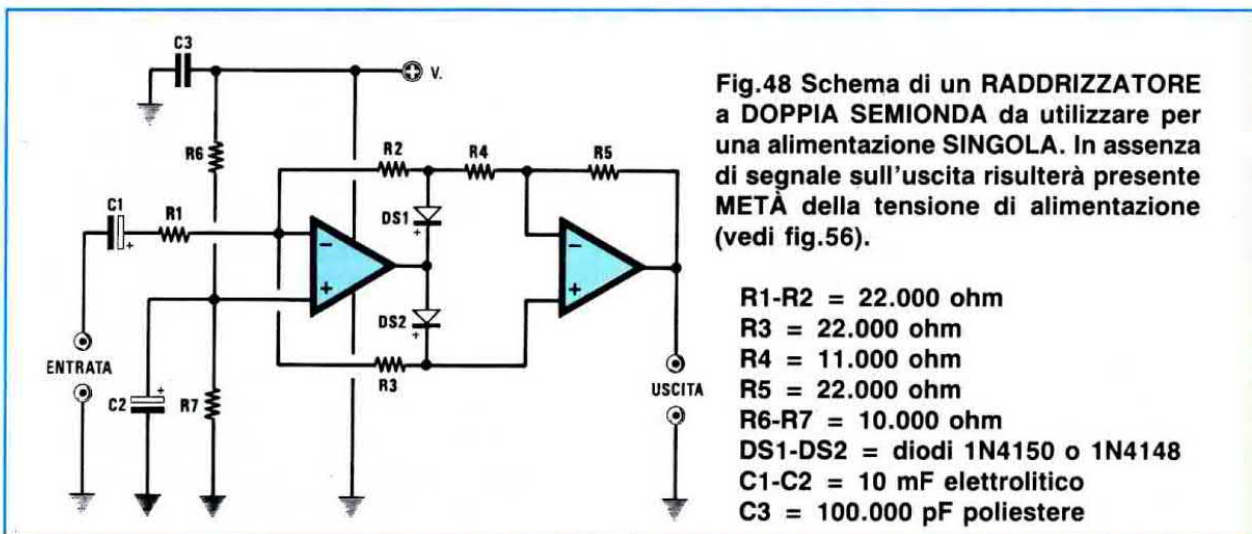 C3
V.
R6
R2
R4
R5
C1
+
R1
DS1
+
−
+
−
+
DS2
+
ENTRATA
R3
USCITA
C2
+
R7
Fig.48 Schema di un RADDRIZZATORE
a DOPPIA SEMIONDA da utilizzare per
una alimentazione SINGOLA. In assenza
di segnale sull'uscita risulterà presente
METÀ della tensione di alimentazione
(vedi fig.56).
R1-R2 = 22.000 ohm
R3 = 22.000 ohm
R4 = 11.000 ohm
R5 = 22.000 ohm
R6-R7 = 10.000 ohm
DS1-DS2 = diodi 1N4150 o 1N4148
C1-C2 = 10 mF elettrolitico
C3 = 100.000 pF poliestere